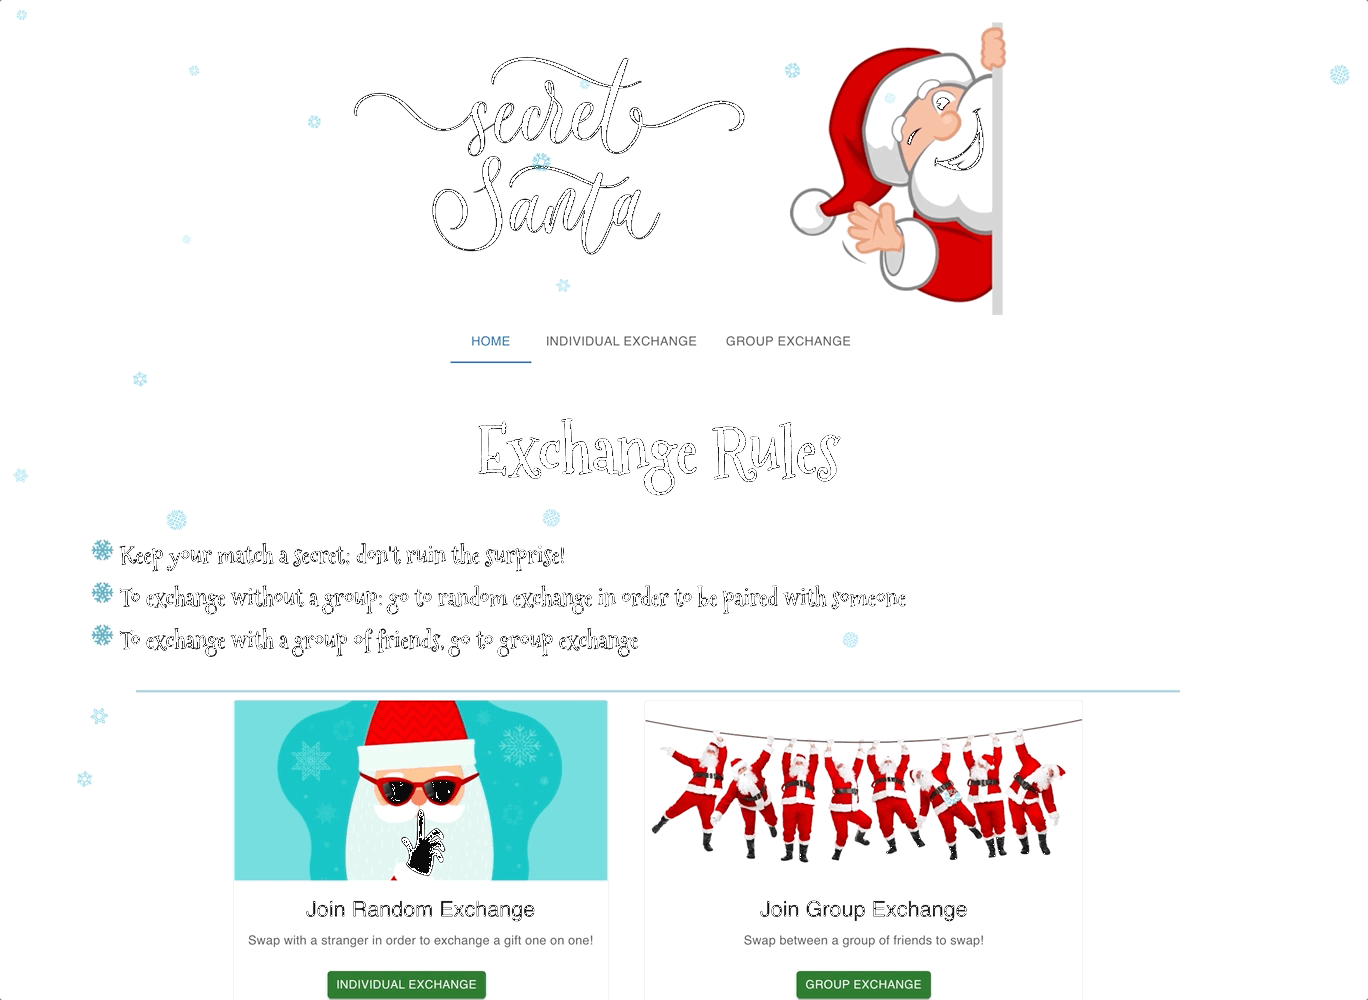 secret
Santa
HOME INDIVIDUAL EXCHANGE GROUP EXCHANGE
Exchange Rules
Keep your match a secret; don't ruin the surprise!
To exchange without a group: go to random exchange in order to be paired with someone
To exchange with a group of friends, go to group exchange
Join Random Exchange
Swap with a stranger in order to exchange a gift one on one!
INDIVIDUAL EXCHANGE
Join Group Exchange
Swap between a group of friends to swap!
GROUP EXCHANGE